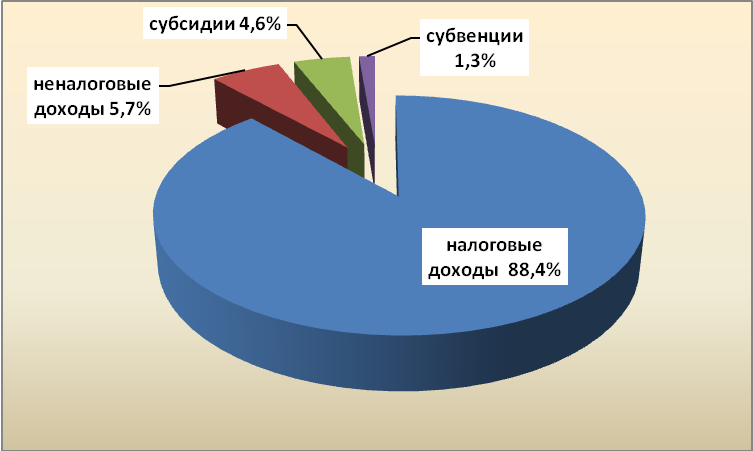 субсидии 4,6%
субвенции
1,3%
неналоговые
доходы 5,7%
налоговые
доходы  88,4%